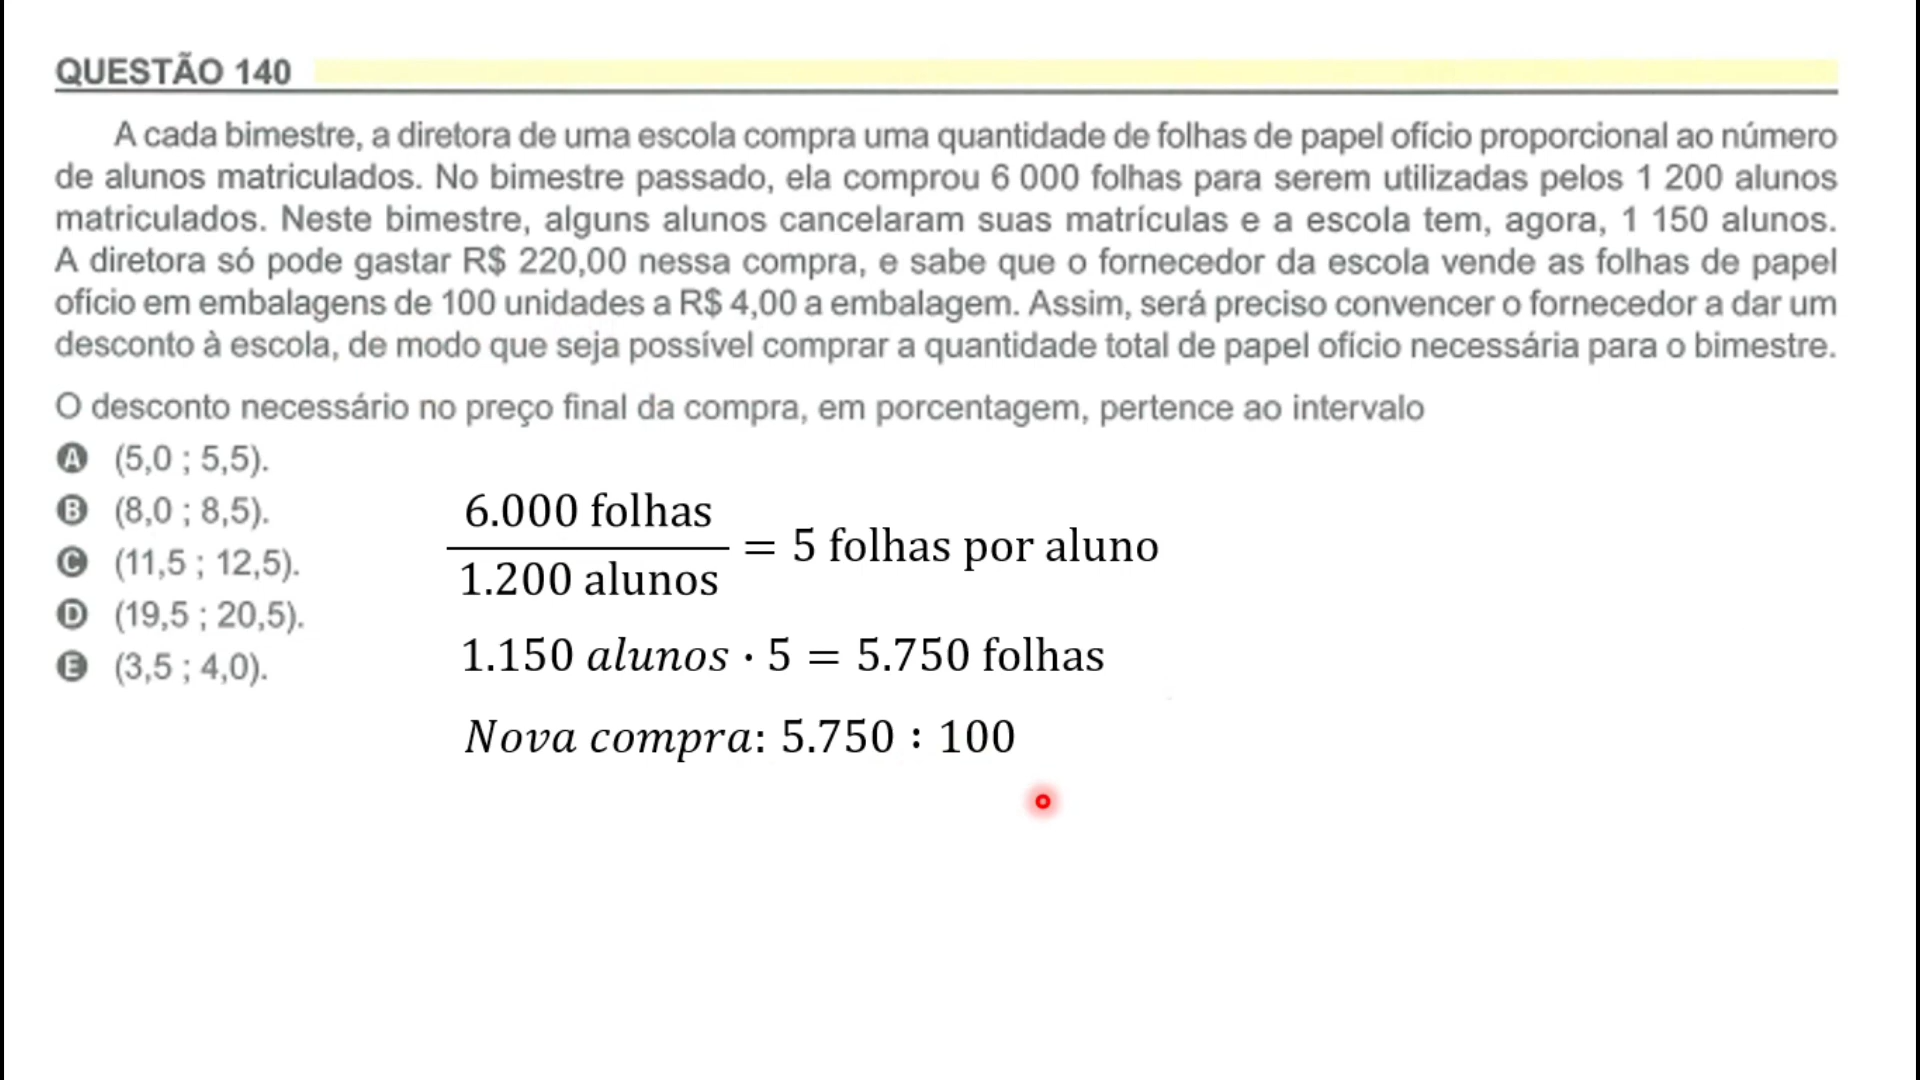 QUESTÃO 140
A cada bimestre, a diretora de uma escola compra uma quantidade de folhas de papel ofício proporcional ao número
de alunos matriculados. No bimestre passado, ela comprou 6 000 folhas para serem utilizadas pelos 1 200 alunos
matriculados. Neste bimestre, alguns alunos cancelaram suas matrículas e a escola tem, agora, 1 150 alunos.
A diretora só pode gastar R$ 220,00 nessa compra, e sabe que o fornecedor da escola vende as folhas de papel
ofício em embalagens de 100 unidades a R$ 4,00 a embalagem. Assim, será preciso convencer o fornecedor a dar um
desconto à escola, de modo que seja possível comprar a quantidade total de papel ofício necessária para o bimestre.
O desconto necessário no preço final da compra, em porcentagem, pertence ao intervalo
A (5,0 ; 5,5).
B (8,0 ; 8,5).
C (11,5 ; 12,5).
D (19,5 ; 20,5).
E (3,5 ; 4,0).
6.000 folhas
1.200 alunos
= 5 folhas por aluno
1.150 alunos · 5 = 5.750 folhas
Nova compra: 5.750 : 100